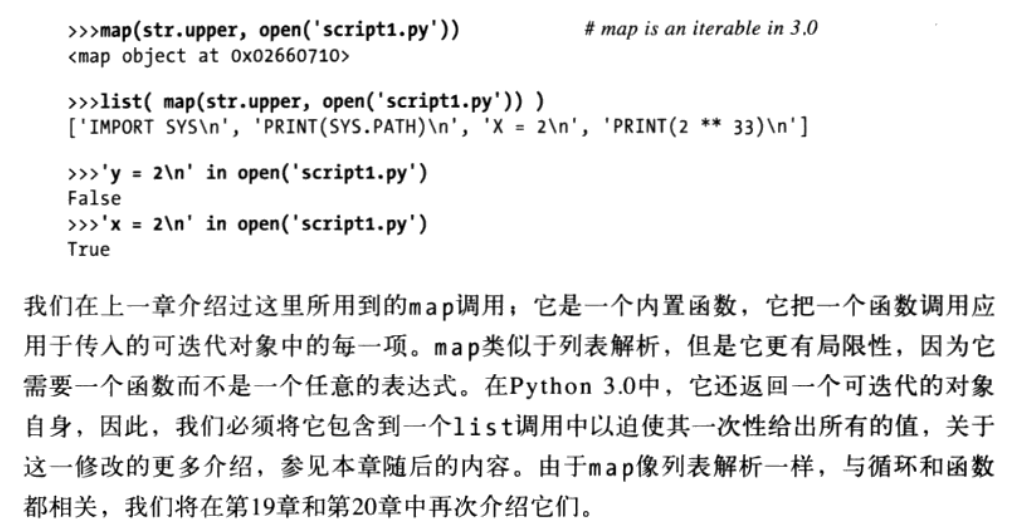 >>>map(str.upper, open('script1.py')) # map is an iterable in 3.0
<map object at 0x02660710>
>>>list( map(str.upper, open('script1.py')) )
['IMPORT SYS\n', 'PRINT(SYS.PATH)\n', 'X = 2\n', 'PRINT(2 ** 33)\n']
>>>'y = 2\n' in open('script1.py')
False
>>>'x = 2\n' in open('script1.py')
True
我们在上一章介绍过这里所用到的map调用；它是一个内置函数，它把一个函数调用应
用于传入的可迭代对象中的每一项。map类似于列表解析，但是它更有局限性，因为它
需要一个函数而不是一个任意的表达式。在Python 3.0中，它还返回一个可迭代的对象
自身，因此，我们必须将它包含到一个list调用中以迫使其一次性给出所有的值，关于
这一修改的更多介绍，参见本章随后的内容。由于map像列表解析一样，与循环和函数
都相关，我们将在第19章和第20章中再次介绍它们。